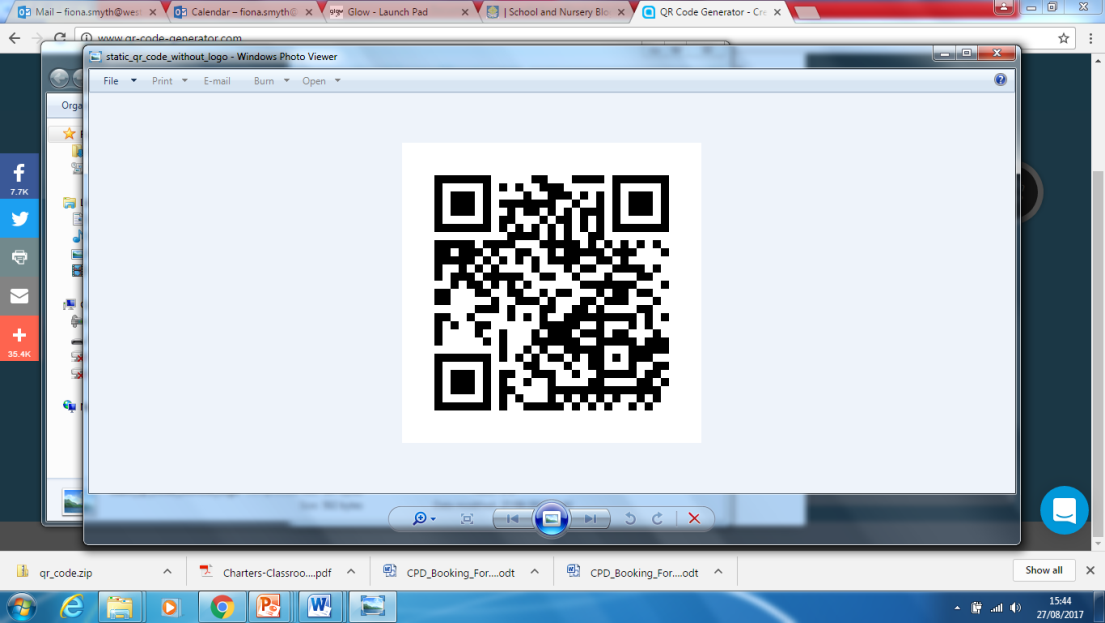 Mail – fiona.smyth@west
Calendar – fiona.smyth@
Glow - Launch Pad
| School and Nursery Blo
QR Code Generator - Cre
www.qr-code-generator.com
static_qr_code_without_logo - Windows Photo Viewer
File Print E-mail Burn Open
Orga
7.7K
35.4K
qr_code.zip
Charters-Classroo....pdf
CPD_Booking_For....odt
CPD_Booking_For....odt
Show all
15:44
27/08/2017